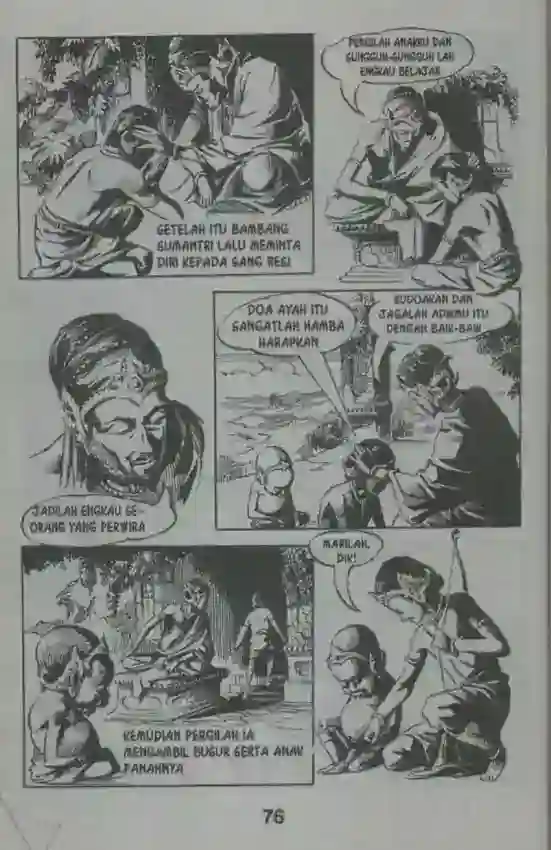 SETELAH ITU BAMBANG
SUMANTRI LALU MEMINTA
DIRI KEPADA SANG RESI
PERGILAH ANAKKU DAN
SUNGGUH-SUNGGUH LAH
ENGKAU BELAJAR
JADILAH ENGKAU SE-
ORANG YANG PERWIRA
DOA AYAH ITU
SANGATLAH HAMBA
HARAPKAN
KUDOAKAN DAN
JAGALAH ADIKMU ITU
DENGAN BAIK-BAIK
KEMUDIAN PERGILAH IA
MENGAMBIL BUSUR SERTA ANAK
PANAHNYA
MARILAH,
DIK!
76